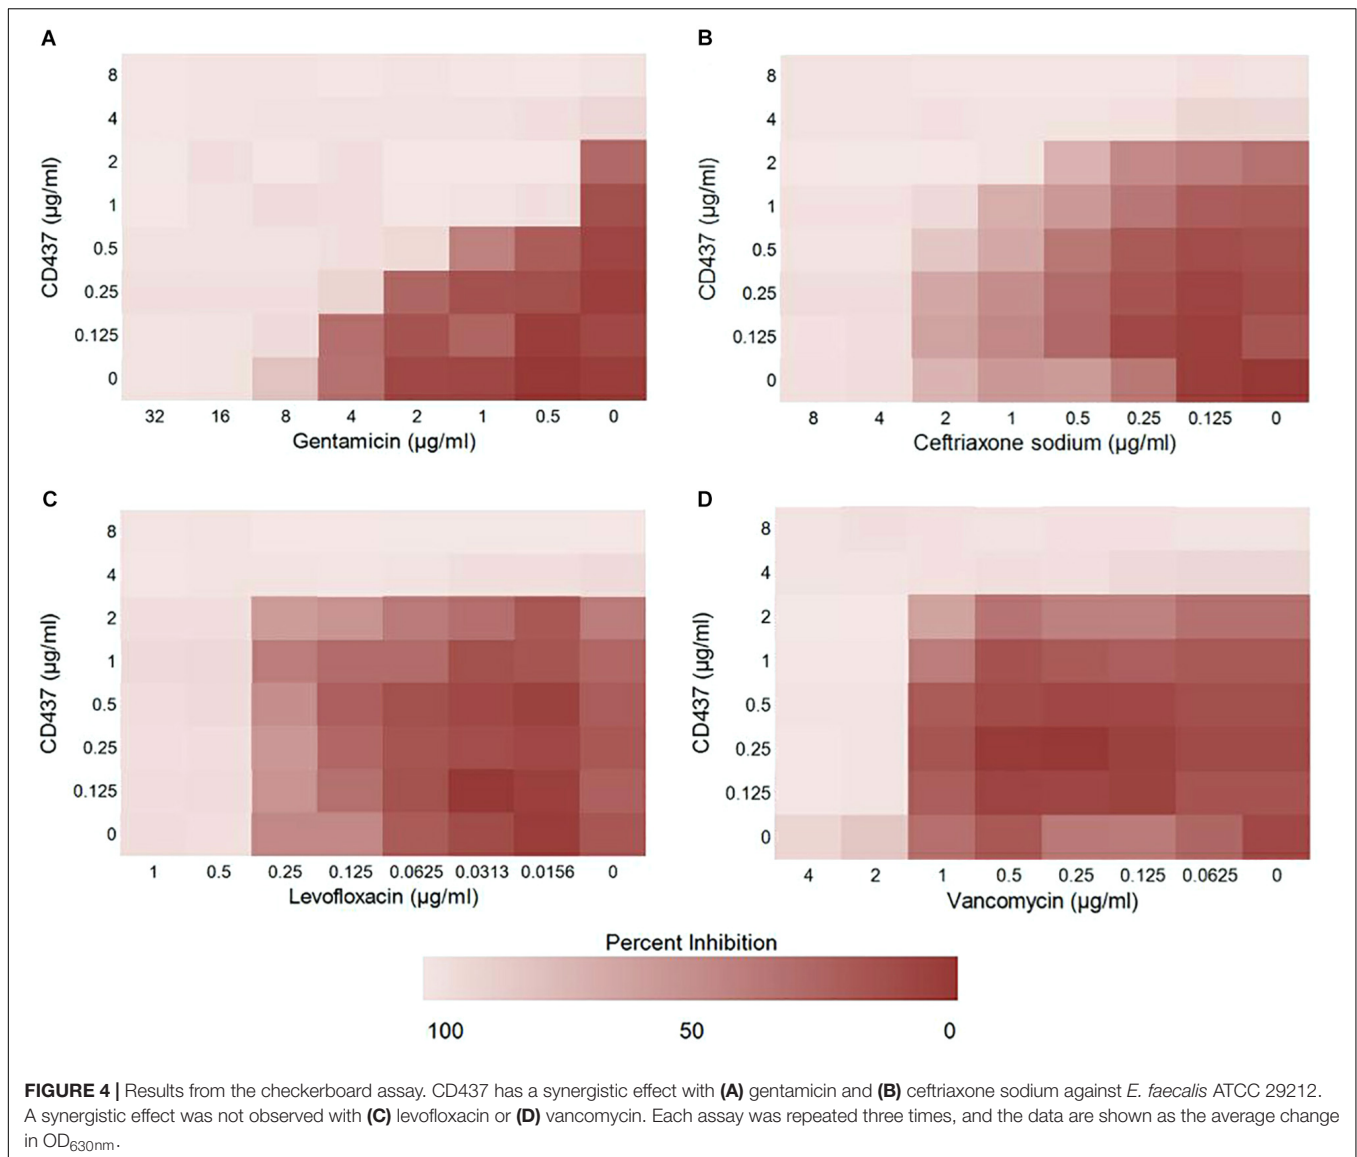 A
8
4
2
1
0.5
0.25
0.125
0
CD437 (µg/ml)
32 16 8 4 2 1 0.5 0
Gentamicin (µg/ml)
B
8
4
2
1
0.5
0.25
0.125
0
CD437 (µg/ml)
8 4 2 1 0.5 0.25 0.125 0
Ceftriaxone sodium (µg/ml)
C
8
4
2
1
0.5
0.25
0.125
0
CD437 (µg/ml)
1 0.5 0.25 0.125 0.0625 0.0313 0.0156 0
Levofloxacin (µg/ml)
D
8
4
2
1
0.5
0.25
0.125
0
CD437 (µg/ml)
4 2 1 0.5 0.25 0.125 0.0625 0
Vancomycin (µg/ml)
Percent Inhibition
100 50 0
FIGURE 4 | Results from the checkerboard assay. CD437 has a synergistic effect with (A) gentamicin and (B) ceftriaxone sodium against E. faecalis ATCC 29212.
A synergistic effect was not observed with (C) levofloxacin or (D) vancomycin. Each assay was repeated three times, and the data are shown as the average change
in OD630nm.